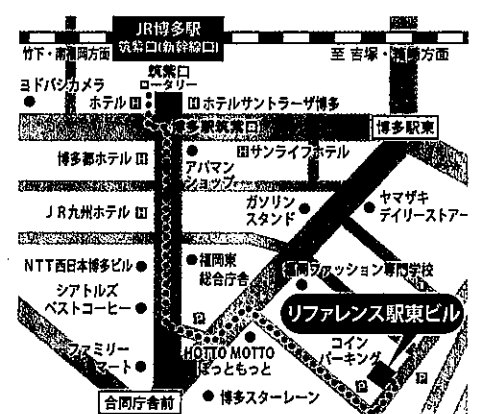 JR博多駅
筑紫口(新幹線口)
竹下・南福岡方面
至 吉塚・箱崎方面
筑紫口
ロータリー
ヨドバシカメラ
ホテル H
H ホテルサントラーザ博多
博多駅筑紫口
博多駅東
博多都ホテル H
アパマン
ショップ
H サンライフホテル
JR九州ホテル H
ガソリン
スタンド
ヤマザキ
デイリーストアー
NTT西日本博多ビル
福岡東
総合庁舎
福岡ファッション専門学校
シアトルズ
ベストコーヒー
P
リファレンス駅東ビル
コイン
パーキング
ファミリー
マート
HOTTO MOTTO
ほっともっと
P
P
合同庁舎前
博多スターレーン